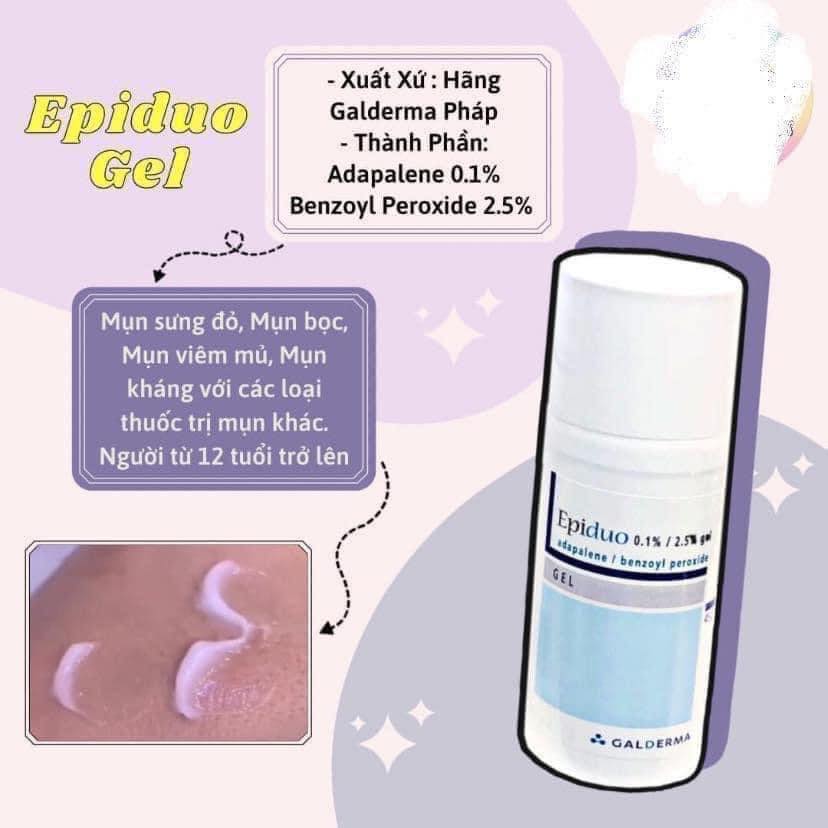 Epiduo
Gel
- Xuất Xứ : Hãng
Galderma Pháp
- Thành Phần:
Adapalene 0.1%
Benzoyl Peroxide 2.5%
Mụn sưng đỏ, Mụn bọc,
Mụn viêm mủ, Mụn
kháng với các loại
thuốc trị mụn khác.
Người từ 12 tuổi trở lên
Epiduo 0.1% / 2.5% gel
adapalene / benzoyl peroxide
GEL
GALDERMA